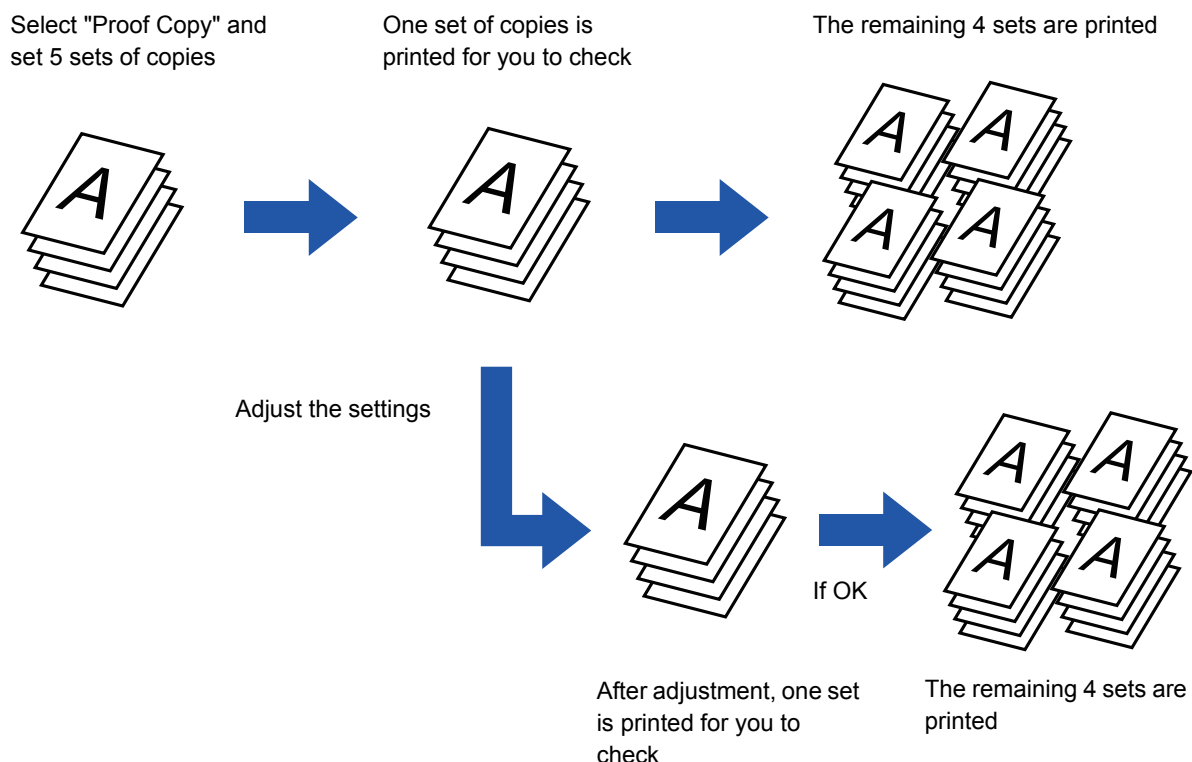 Select "Proof Copy" and
set 5 sets of copies
One set of copies is
printed for you to check
The remaining 4 sets are printed
A
A
A
A
A
A
Adjust the settings
A
If OK
A
A
A
A
After adjustment, one set
is printed for you to
check
The remaining 4 sets are
printed